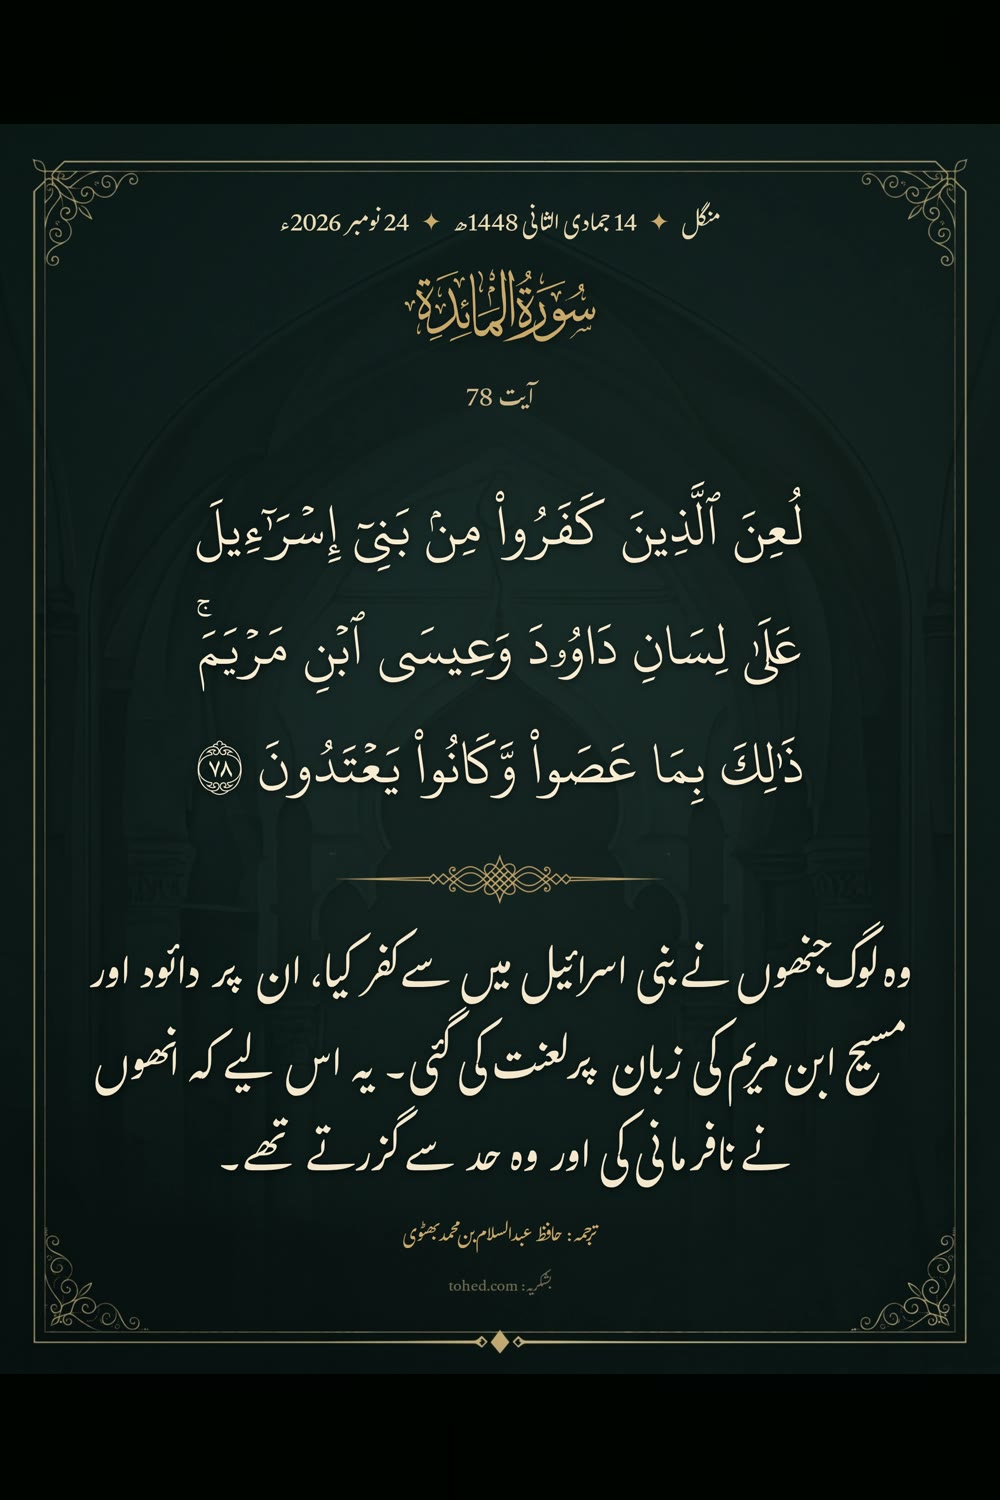 منگل ✦ 14 جمادی الثانی 1448ھ ✦ 24 نومبر 2026ء
سُورَةُ المَائِدَةِ
آیت 78
لُعِنَ ٱلَّذِينَ كَفَرُواْ مِنۢ بَنِيٓ إِسۡرَٰٓءِيلَ
عَلَىٰ لِسَانِ دَاوُۥدَ وَعِيسَى ٱبۡنِ مَرۡيَمَۚ
ذَٰلِكَ بِمَا عَصَواْ وَّكَانُواْ يَعۡتَدُونَ ٧٨
وہ لوگ جنھوں نے بنی اسرائیل میں سے کفر کیا، ان پر دائود اور
مسیح ابن مریم کی زبان پر لعنت کی گئی۔ یہ اس لیے کہ انھوں
نے نافرمانی کی اور وہ حد سے گزرتے تھے۔
ترجمہ: حافظ عبدالسلام بن محمد بھٹوی
بشکریہ: tohed.com